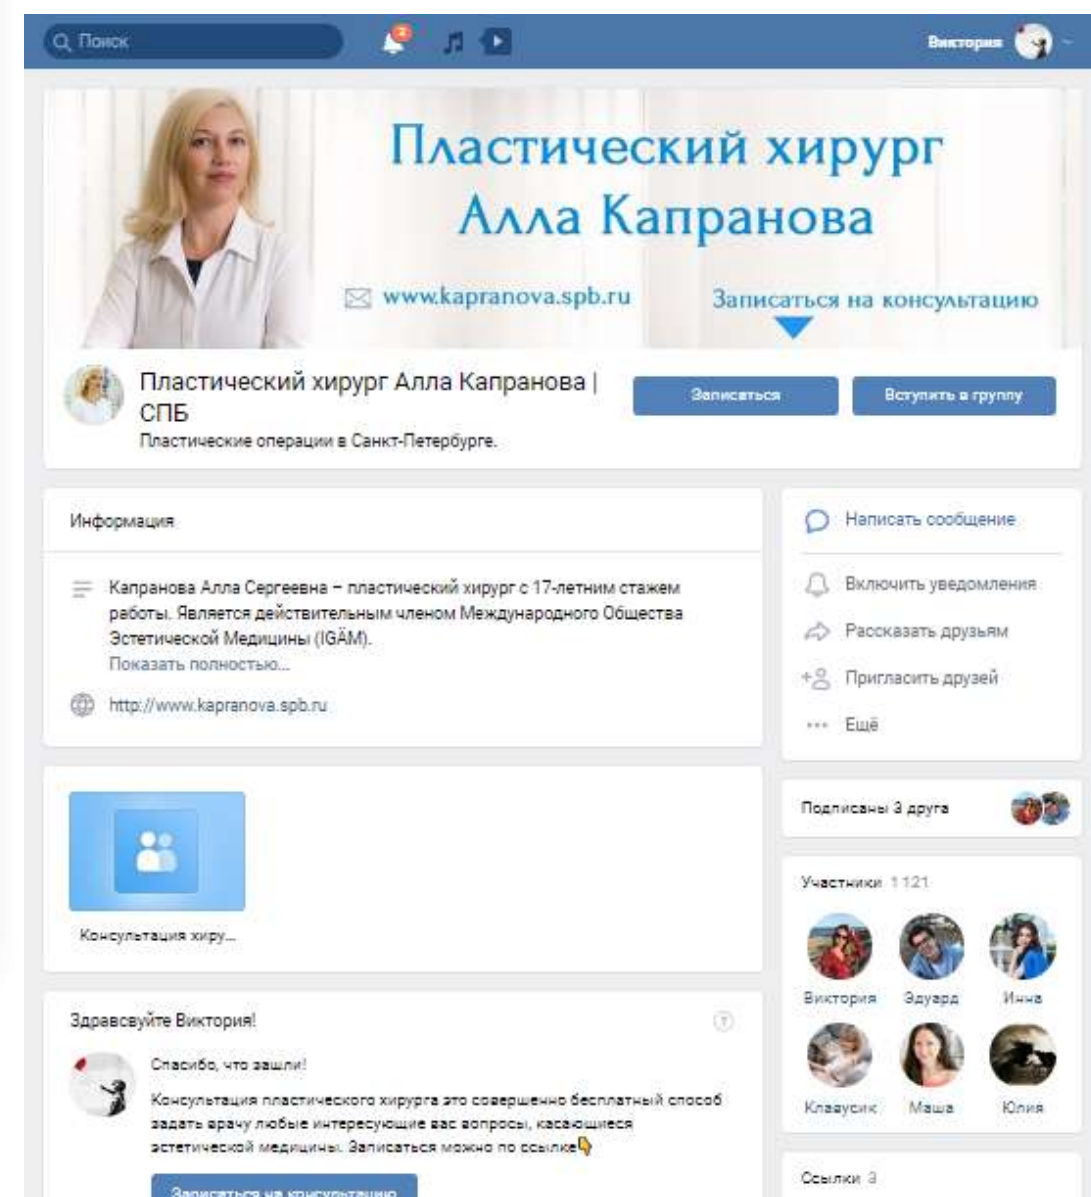 Поиск
2
Виктория
Пластический хирург
Алла Капранова
www.kapranova.spb.ru
Записаться на консультацию
Пластический хирург Алла Капранова |
СПБ
Пластические операции в Санкт-Петербурге.
Записаться
Вступить в группу
Информация
Капранова Алла Сергеевна – пластический хирург с 17-летним стажем
работы. Является действительным членом Международного Общества
Эстетической Медицины (IGÄM).
Показать полностью...
http://www.kapranova.spb.ru
Консультация хиру...
Здравсвуйте Виктория!
Спасибо, что зашли!
Консультация пластического хирурга это совершенно бесплатный способ
задать врачу любые интересующие вас вопросы, касающиеся
эстетической медицины. Записаться можно по ссылке👇
Записаться на консультацию
Написать сообщение
Включить уведомления
Рассказать друзьям
Пригласить друзей
Ещё
Подписаны 3 друга
Участники 1 121
Виктория
Эдуард
Инна
Клавусик
Маша
Юлия
Ссылки 3